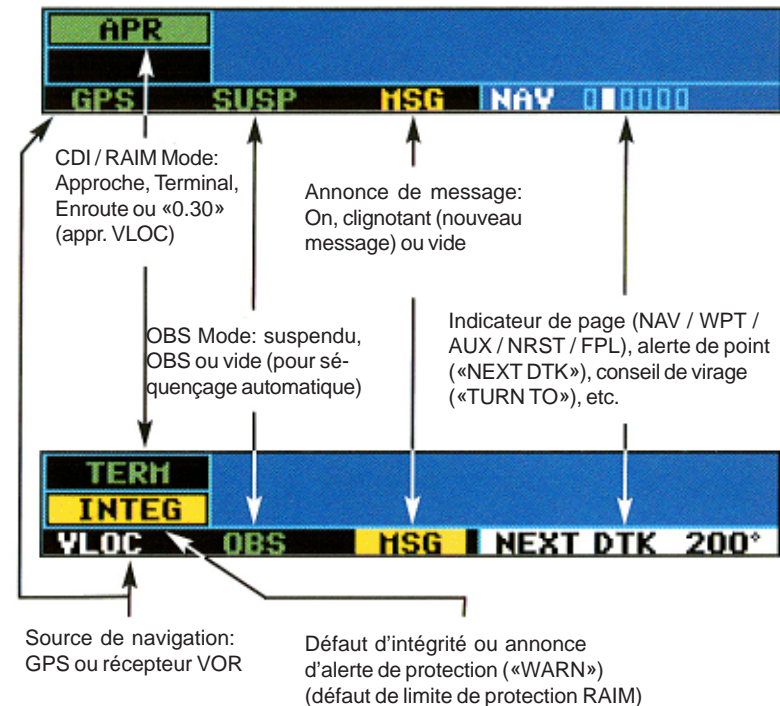 APR
GPS SUSP MSG NAV
CDI / RAIM Mode:
Approche, Terminal,
Enroute ou «0.30»
(appr. VLOC)
Annonce de message:
On, clignotant (nouveau
message) ou vide
OBS Mode: suspendu,
OBS ou vide (pour sé-
quençage automatique)
Indicateur de page (NAV / WPT /
AUX / NRST / FPL), alerte de point
(«NEXT DTK»), conseil de virage
(«TURN TO»), etc.
TERM
INTEG
VLOC OBS MSG NEXT DTK 200°
Source de navigation:
GPS ou récepteur VOR
Défaut d'intégrité ou annonce
d'alerte de protection («WARN»)
(défaut de limite de protection RAIM)